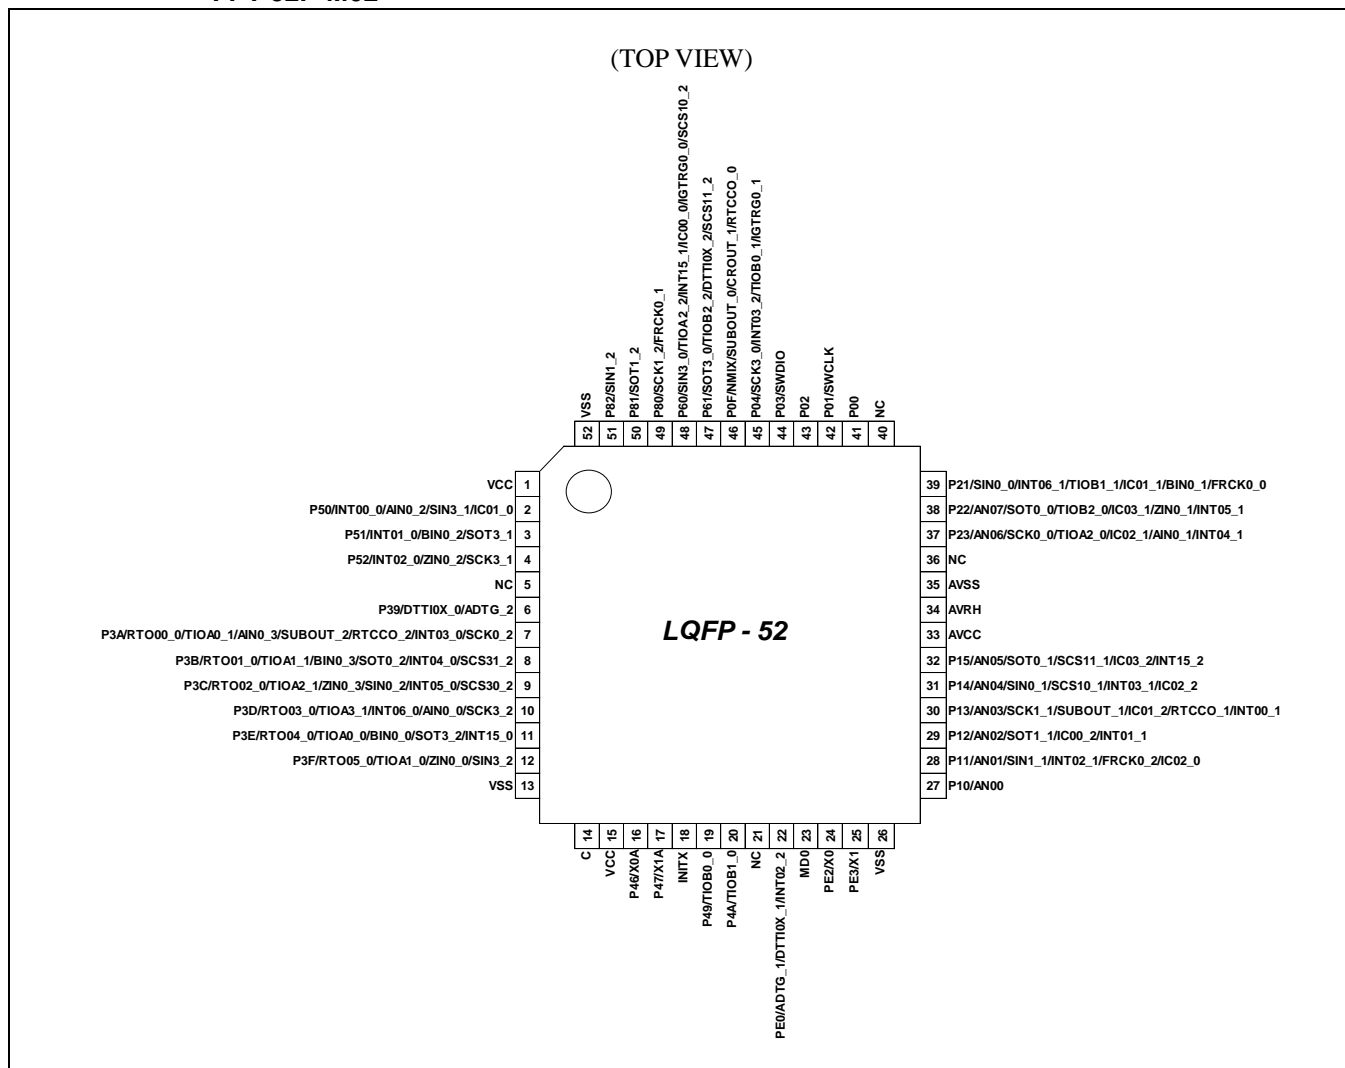 (TOP VIEW)
VSS
P82/SIN1_2
P81/SOT1_2
P80/SCK1_2/FRCK0_1
P60/SIN3_0/TIOA2_2/INT15_1/IC00_0/IGTRG0_0/SCS10_2
P61/SOT3_0/TIOB2_2/DTTI0X_2/SCS11_2
P0F/NMIX/SUBOUT_0/CROUT_1/RTCCO_0
P04/SCK3_0/INT03_2/TIOB0_1/IGTRG0_1
P03/SWDIO
P02
P01/SWCLK
P00
NC
52 51 50 49 48 47 46 45 44 43 42 41 40
VCC 1
P50/INT00_0/AIN0_2/SIN3_1/IC01_0 2
P51/INT01_0/BIN0_2/SOT3_1 3
P52/INT02_0/ZIN0_2/SCK3_1 4
NC 5
P39/DTTI0X_0/ADTG_2 6
P3A/RTO00_0/TIOA0_1/AIN0_3/SUBOUT_2/RTCCO_2/INT03_0/SCK0_2 7
P3B/RTO01_0/TIOA1_1/BIN0_3/SOT0_2/INT04_0/SCS31_2 8
P3C/RTO02_0/TIOA2_1/ZIN0_3/SIN0_2/INT05_0/SCS30_2 9
P3D/RTO03_0/TIOA3_1/INT06_0/AIN0_0/SCK3_2 10
P3E/RTO04_0/TIOA0_0/BIN0_0/SOT3_2/INT15_0 11
P3F/RTO05_0/TIOA1_0/ZIN0_0/SIN3_2 12
VSS 13
LQFP - 52
39 P21/SIN0_0/INT06_1/TIOB1_1/IC01_1/BIN0_1/FRCK0_0
38 P22/AN07/SOT0_0/TIOB2_0/IC03_1/ZIN0_1/INT05_1
37 P23/AN06/SCK0_0/TIOA2_0/IC02_1/AIN0_1/INT04_1
36 NC
35 AVSS
34 AVRH
33 AVCC
32 P15/AN05/SOT0_1/SCS11_1/IC03_2/INT15_2
31 P14/AN04/SIN0_1/SCS10_1/INT03_1/IC02_2
30 P13/AN03/SCK1_1/SUBOUT_1/IC01_2/RTCCO_1/INT00_1
29 P12/AN02/SOT1_1/IC00_2/INT01_1
28 P11/AN01/SIN1_1/INT02_1/FRCK0_2/IC02_0
27 P10/AN00
14 15 16 17 18 19 20 21 22 23 24 25 26
C
VCC
P46/X0A
P47/X1A
INITX
P49/TIOB0_0
P4A/TIOB1_0
NC
PE0/ADTG_1/DTTI0X_1/INT02_2
MD0
PE2/X0
PE3/X1
VSS